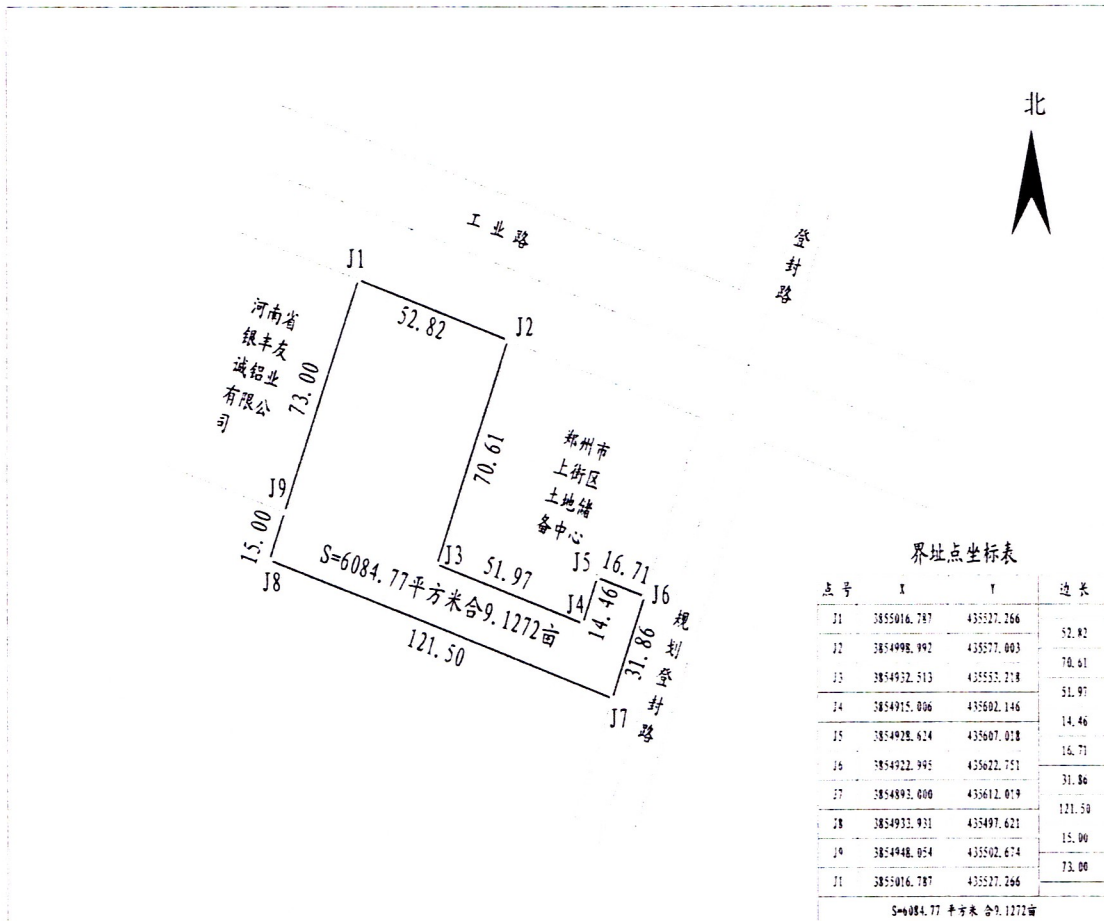 北
工业路
登封路
J1
52.82
J2
河南省
银丰友
诚铝业
有限公
司
73.00
70.61
郑州市
上街区
土地储
备中心
J9
15.00
J8
S=6084.77平方米合9.1272亩
J3
51.97
J5
16.71
J4
14.46
J6
31.86
规划登封路
121.50
J7
界址点坐标表
点号 X Y 边长
J1 3855016.787 435527.266
52.82
J2 3854998.992 435577.003
70.61
J3 3854932.513 435553.218
51.97
J4 3854915.006 435602.146
14.46
J5 3854928.624 435607.018
16.71
J6 3854922.995 435622.751
31.86
J7 3854893.000 435612.019
121.50
J8 3854933.931 435497.621
15.00
J9 3854948.054 435502.674
73.00
J1 3855016.787 435527.266
S=6084.77 平方米 合9.1272亩